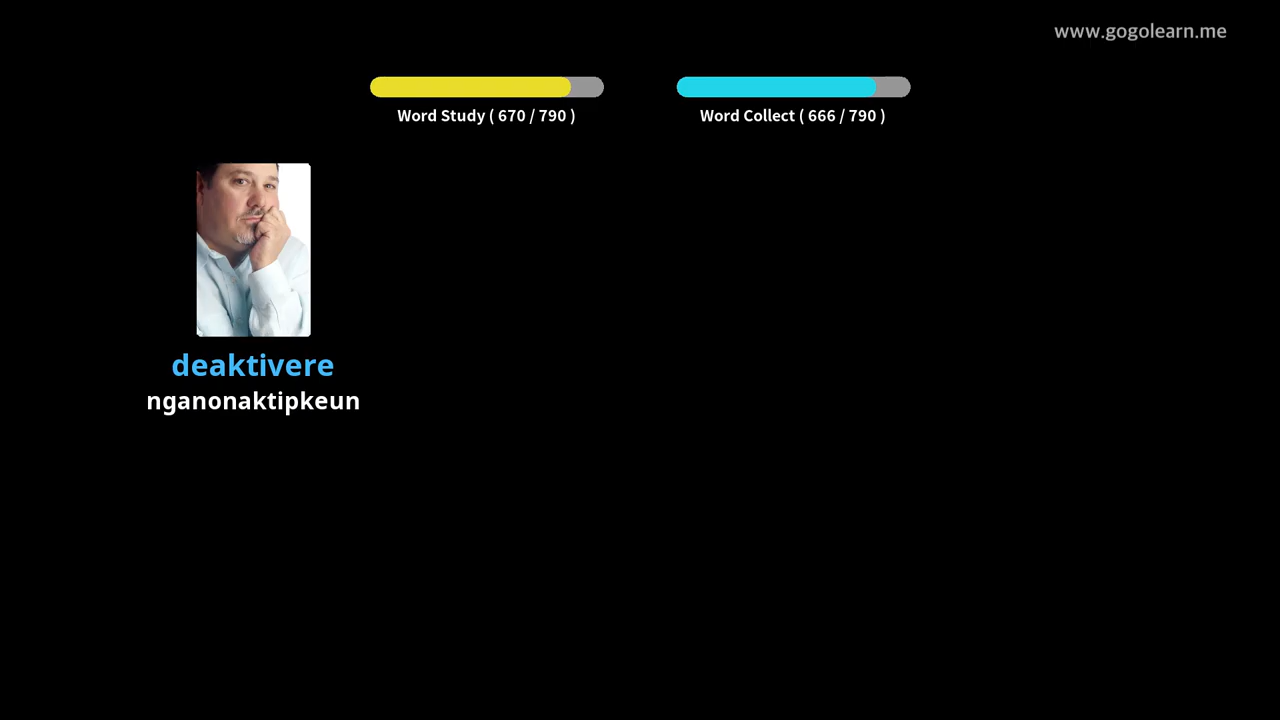 www.gogolearn.me
Word Study ( 670 / 790 )
Word Collect ( 666 / 790 )
deaktivere
nganonaktipkeun